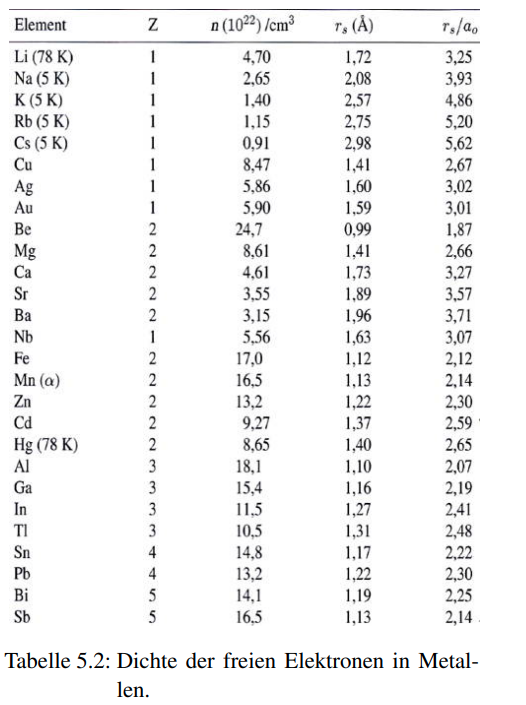 Element Z n (10²²) /cm³ rₛ (Å) rₛ/aₒ
Li (78 K) 1 4,70 1,72 3,25
Na (5 K) 1 2,65 2,08 3,93
K (5 K) 1 1,40 2,57 4,86
Rb (5 K) 1 1,15 2,75 5,20
Cs (5 K) 1 0,91 2,98 5,62
Cu 1 8,47 1,41 2,67
Ag 1 5,86 1,60 3,02
Au 1 5,90 1,59 3,01
Be 2 24,7 0,99 1,87
Mg 2 8,61 1,41 2,66
Ca 2 4,61 1,73 3,27
Sr 2 3,55 1,89 3,57
Ba 2 3,15 1,96 3,71
Nb 1 5,56 1,63 3,07
Fe 2 17,0 1,12 2,12
Mn (α) 2 16,5 1,13 2,14
Zn 2 13,2 1,22 2,30
Cd 2 9,27 1,37 2,59
Hg (78 K) 2 8,65 1,40 2,65
Al 3 18,1 1,10 2,07
Ga 3 15,4 1,16 2,19
In 3 11,5 1,27 2,41
Tl 3 10,5 1,31 2,48
Sn 4 14,8 1,17 2,22
Pb 4 13,2 1,22 2,30
Bi 5 14,1 1,19 2,25
Sb 5 16,5 1,13 2,14
Tabelle 5.2: Dichte der freien Elektronen in Metal-
len.